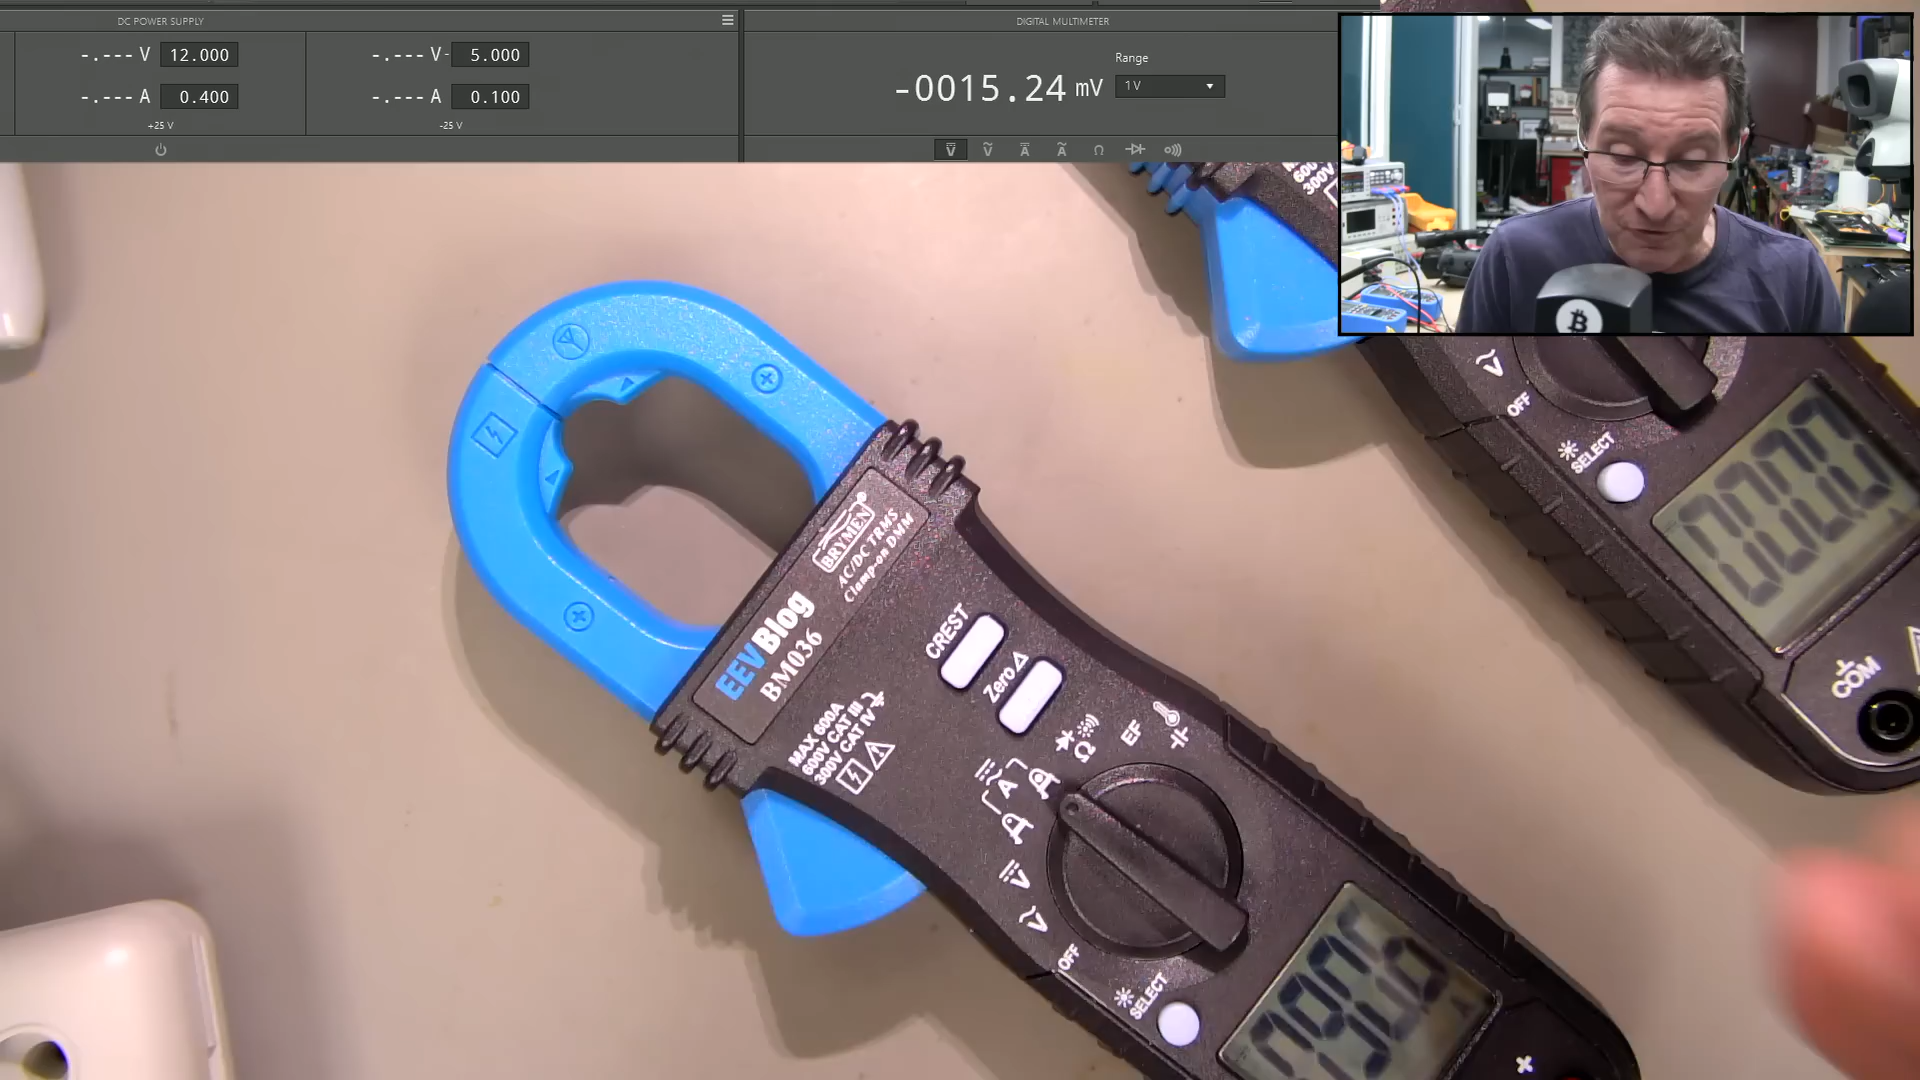 DC POWER SUPPLY
-.--- V 12.000
-.--- A 0.400
+25 V
-.--- V- 5.000
-.--- A 0.100
-25 V
DIGITAL MULTIMETER
-0015.24 mV
Range
1V
V V A A Ω
B
BRYMEN®
AC/DC TRMS
Clamp-on DMM
EEVBlog
BM036
CREST
Zero Δ
MAX 600A
600V CAT III
300V CAT IV
Ω
EF
A
V
V
OFF
SELECT
+
300V
V
OFF
SELECT
COM